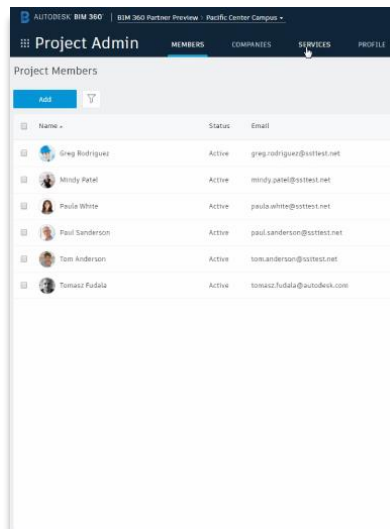 AUTODESK BIM 360 BIM 360 Partner Preview : Pacific Center Campus
Project Admin MEMBERS COMPANIES SERVICES PROFILE
Project Members
Add
Name Status Email
Greg Rodriguez Active greg.rodriguez@ssttest.net
Mindy Patel Active mindy.patel@ssttest.net
Paula White Active paula.white@ssttest.net
Paul Sanderson Active paul.sanderson@ssttest.net
Tom Anderson Active tom.anderson@ssttest.net
Tomasz Fudala Active tomasz.fudala@autodesk.com